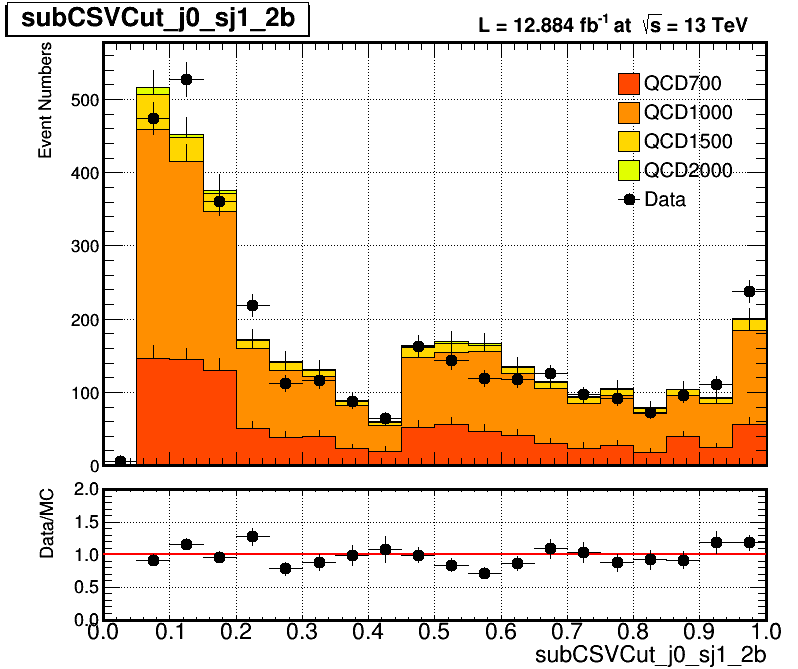 subCSVCut_j0_sj1_2b
L = 12.884 fb-1 at √s = 13 TeV
Event Numbers
500
400
300
200
100
0
QCD700
QCD1000
QCD1500
QCD2000
Data
Data/MC
2.0
1.5
1.0
0.5
0.0
0.0 0.1 0.2 0.3 0.4 0.5 0.6 0.7 0.8 0.9 1.0
subCSVCut_j0_sj1_2b